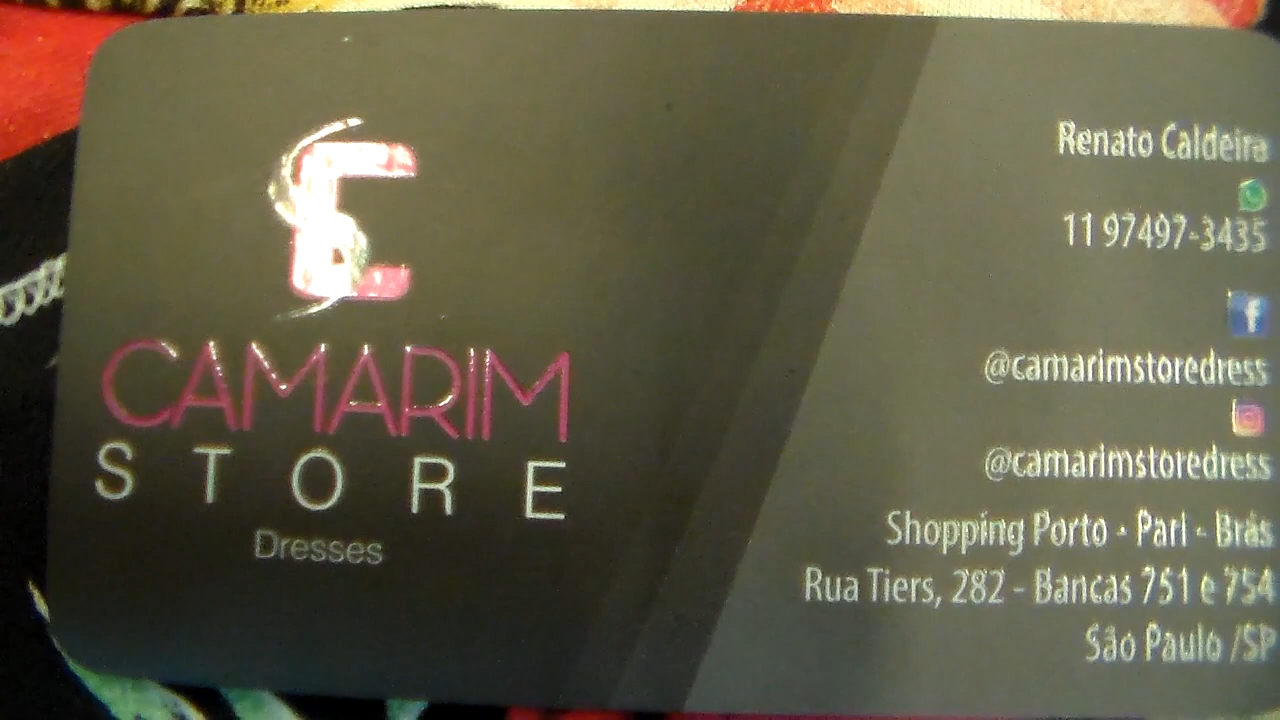 CAMARIM
STORE
Dresses
Renato Caldeira
11 97497-3435
@camarimstoredress
@camarimstoredress
Shopping Porto - Pari - Brás
Rua Tiers, 282 - Bancas 751 e 754
São Paulo /SP